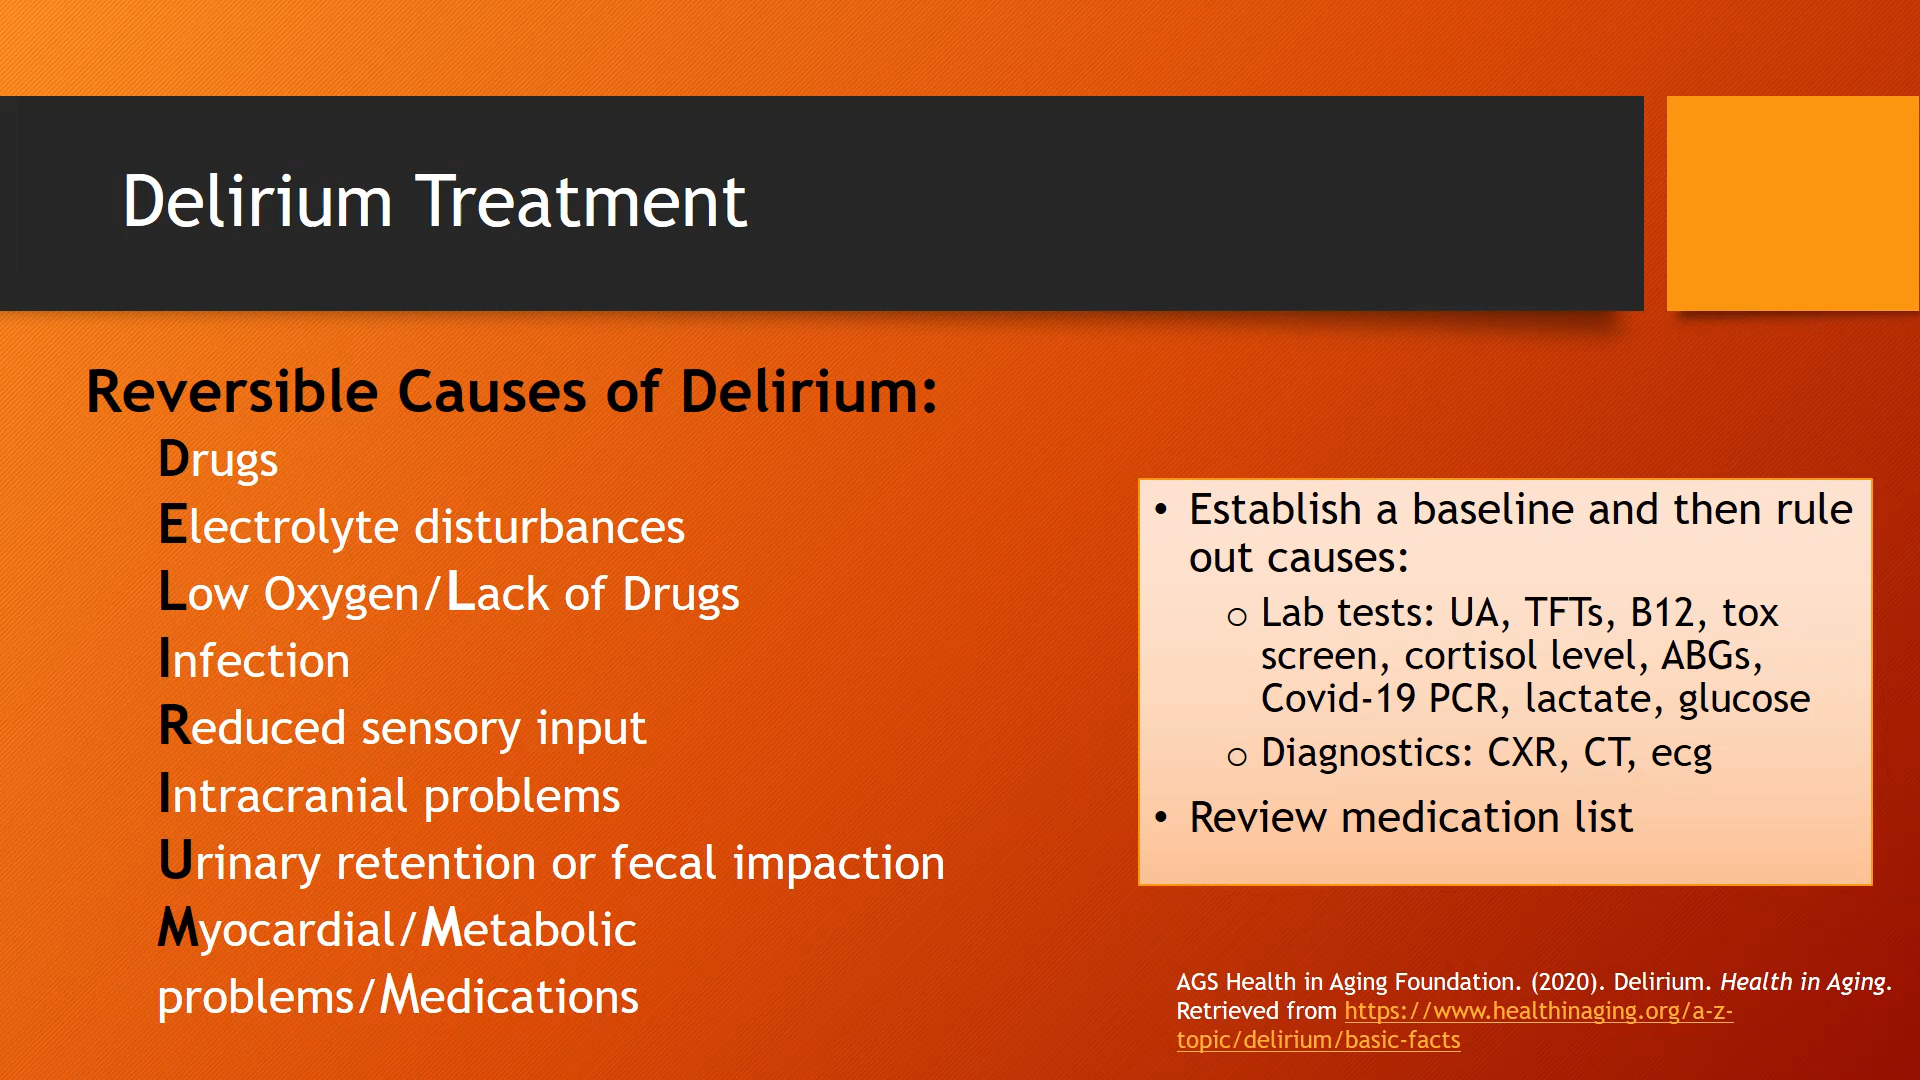 Delirium Treatment
Reversible Causes of Delirium:
Drugs
Electrolyte disturbances
Low Oxygen/Lack of Drugs
Infection
Reduced sensory input
Intracranial problems
Urinary retention or fecal impaction
Myocardial/Metabolic
problems/Medications
• Establish a baseline and then rule
out causes:
o Lab tests: UA, TFTs, B12, tox
screen, cortisol level, ABGs,
Covid-19 PCR, lactate, glucose
o Diagnostics: CXR, CT, ecg
• Review medication list
AGS Health in Aging Foundation. (2020). Delirium. Health in Aging.
Retrieved from https://www.healthinaging.org/a-z-
topic/delirium/basic-facts